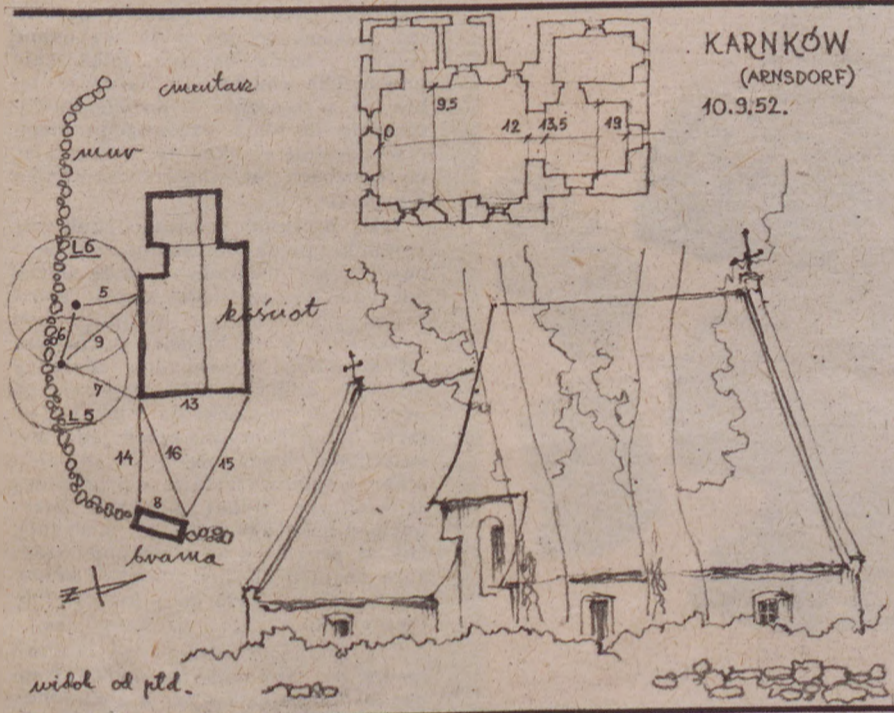 KARNKÓW
(ARNSDORF)
10.9.52.
9,5
0
12
13,5
19
cmentarz
mur
L6
5
kościół
6
9
7
L5
13
14
16
15
8
brama
N
widok od płd.